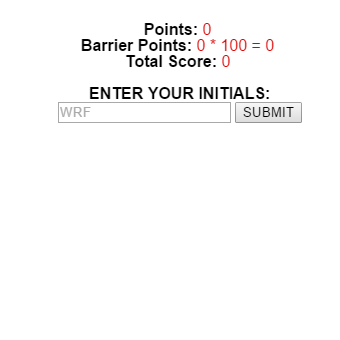 Points: 0
Barrier Points: 0 * 100 = 0
Total Score: 0
ENTER YOUR INITIALS:
WRF SUBMIT